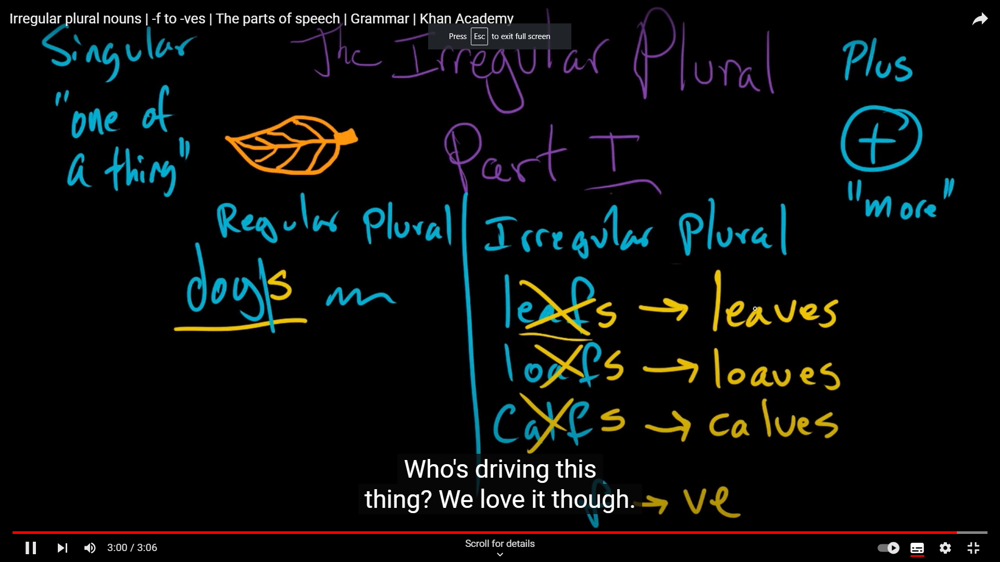 Irregular plural nouns | -f to -ves | The parts of speech | Grammar | Khan Academy
Press Esc to exit full screen
Singular
"one of
a thing"
The Irregular Plural
Part I
Plus
+
"more"
Regular Plural
dog|s
Irregular Plural
leafs → leaves
loafs → loaves
Calfs → calves
f → ve
Who's driving this
thing? We love it though.
3:00 / 3:06
Scroll for details